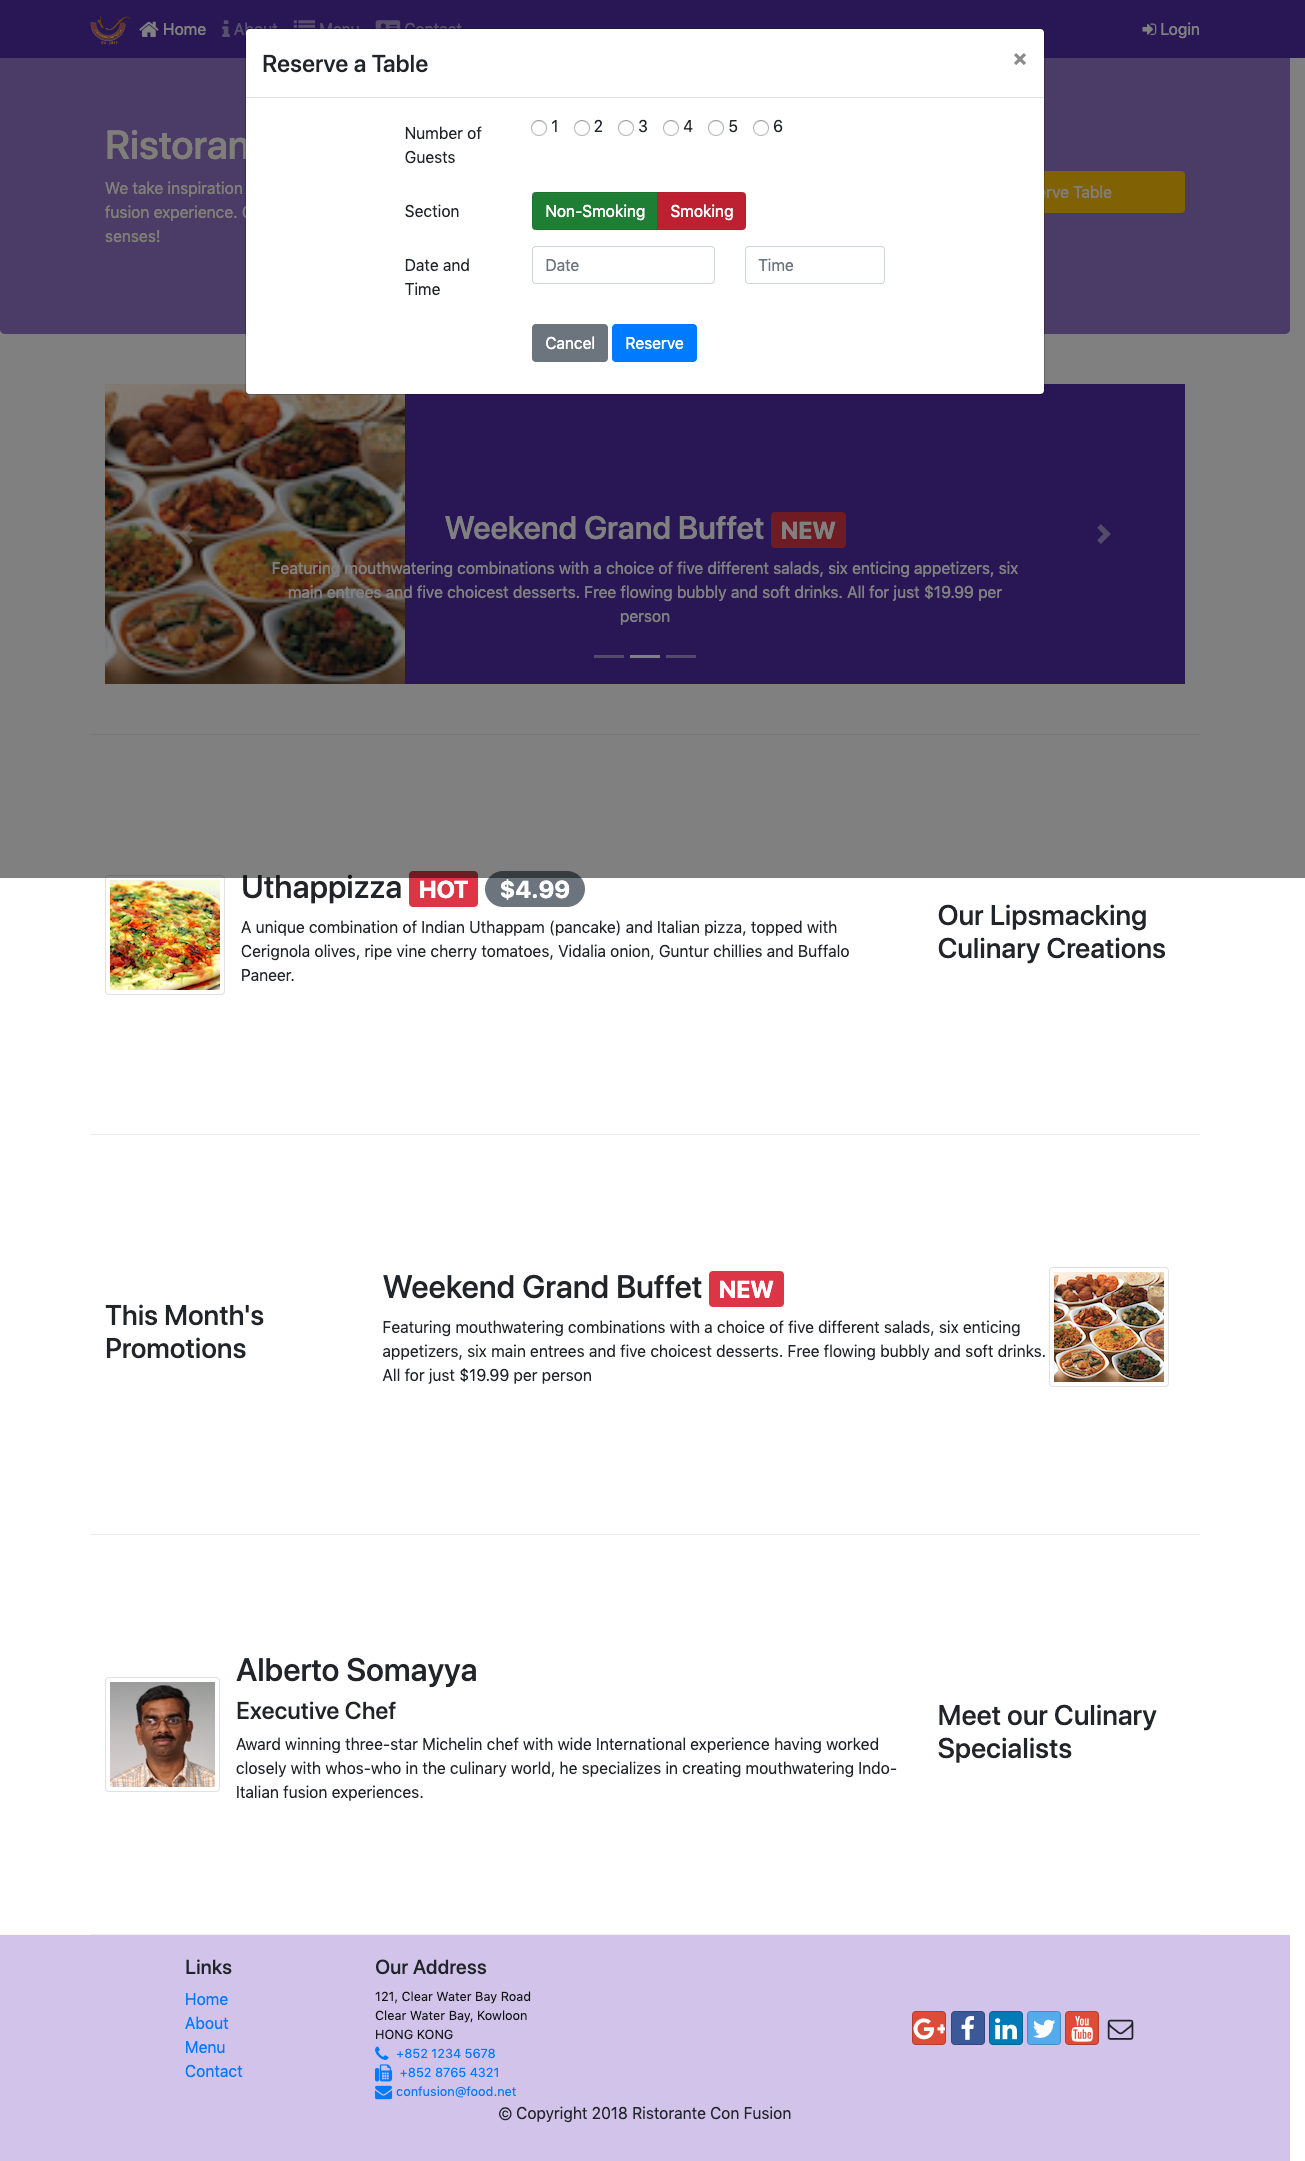 Home About Menu Contact Login
Reserve a Table ×
Number of
Guests
1 2 3 4 5 6
Section
Non-Smoking Smoking
Date and
Time
Date Time
Cancel Reserve
Ristoran
We take inspiration
fusion experience.
senses!
rve Table
Weekend Grand Buffet NEW
Featuring mouthwatering combinations with a choice of five different salads, six enticing appetizers, six
main entrees and five choicest desserts. Free flowing bubbly and soft drinks. All for just $19.99 per
person
Uthappizza HOT $4.99
A unique combination of Indian Uthappam (pancake) and Italian pizza, topped with
Cerignola olives, ripe vine cherry tomatoes, Vidalia onion, Guntur chillies and Buffalo
Paneer.
Our Lipsmacking
Culinary Creations
This Month's
Promotions
Weekend Grand Buffet NEW
Featuring mouthwatering combinations with a choice of five different salads, six enticing
appetizers, six main entrees and five choicest desserts. Free flowing bubbly and soft drinks.
All for just $19.99 per person
Alberto Somayya
Executive Chef
Award winning three-star Michelin chef with wide International experience having worked
closely with whos-who in the culinary world, he specializes in creating mouthwatering Indo-
Italian fusion experiences.
Meet our Culinary
Specialists
Links
Home
About
Menu
Contact
Our Address
121, Clear Water Bay Road
Clear Water Bay, Kowloon
HONG KONG
+852 1234 5678
+852 8765 4321
confusion@food.net
G+ f in You Tube
© Copyright 2018 Ristorante Con Fusion